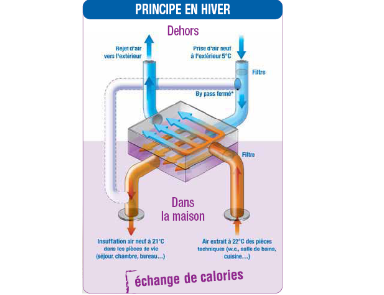 PRINCIPE EN HIVER
Dehors
Rejet d'air
vers l'extérieur
Prise d'air neuf
à l'extérieur 5°C
Filtre
By pass fermé*
Filtre
Dans
la maison
Insufflation air neuf à 21°C
dans les pièces de vie
(séjour, chambre, bureau...)
Air extrait à 22°C des pièces
techniques (w.c., salle de bains,
cuisine...)
échange de calories